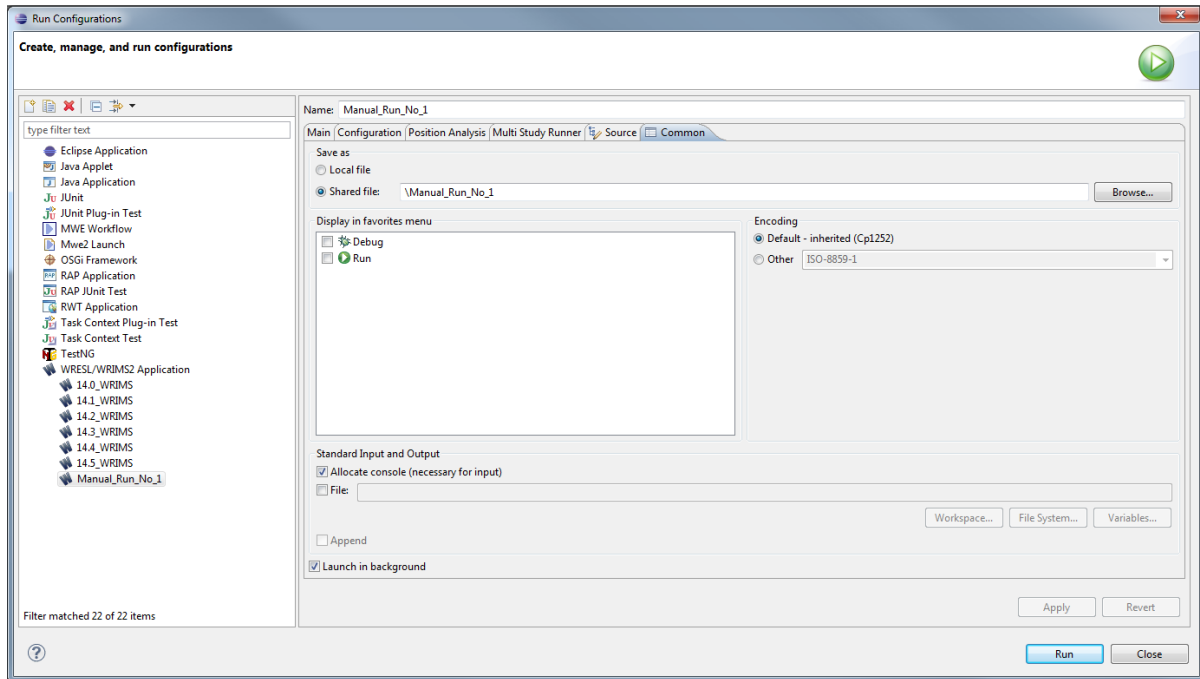 Run Configurations
Create, manage, and run configurations
type filter text
Eclipse Application
Java Applet
Java Application
JU JUnit
JUnit Plug-in Test
MWE Workflow
Mwe2 Launch
OSGi Framework
RAP RAP Application
JU RAP JUnit Test
RWT Application
Task Context Plug-in Test
Task Context Test
TestNG
WRESL/WRIMS2 Application
14.0_WRIMS
14.1_WRIMS
14.2_WRIMS
14.3_WRIMS
14.4_WRIMS
14.5_WRIMS
Manual_Run_No_1
Filter matched 22 of 22 items
Name: Manual_Run_No_1
Main Configuration Position Analysis Multi Study Runner Source Common
Save as
Local file
Shared file: \Manual_Run_No_1 Browse...
Display in favorites menu
Debug
Run
Encoding
Default - inherited (Cp1252)
Other ISO-8859-1
Standard Input and Output
Allocate console (necessary for input)
File:
Workspace... File System... Variables...
Append
Launch in background
Apply Revert
? Run Close